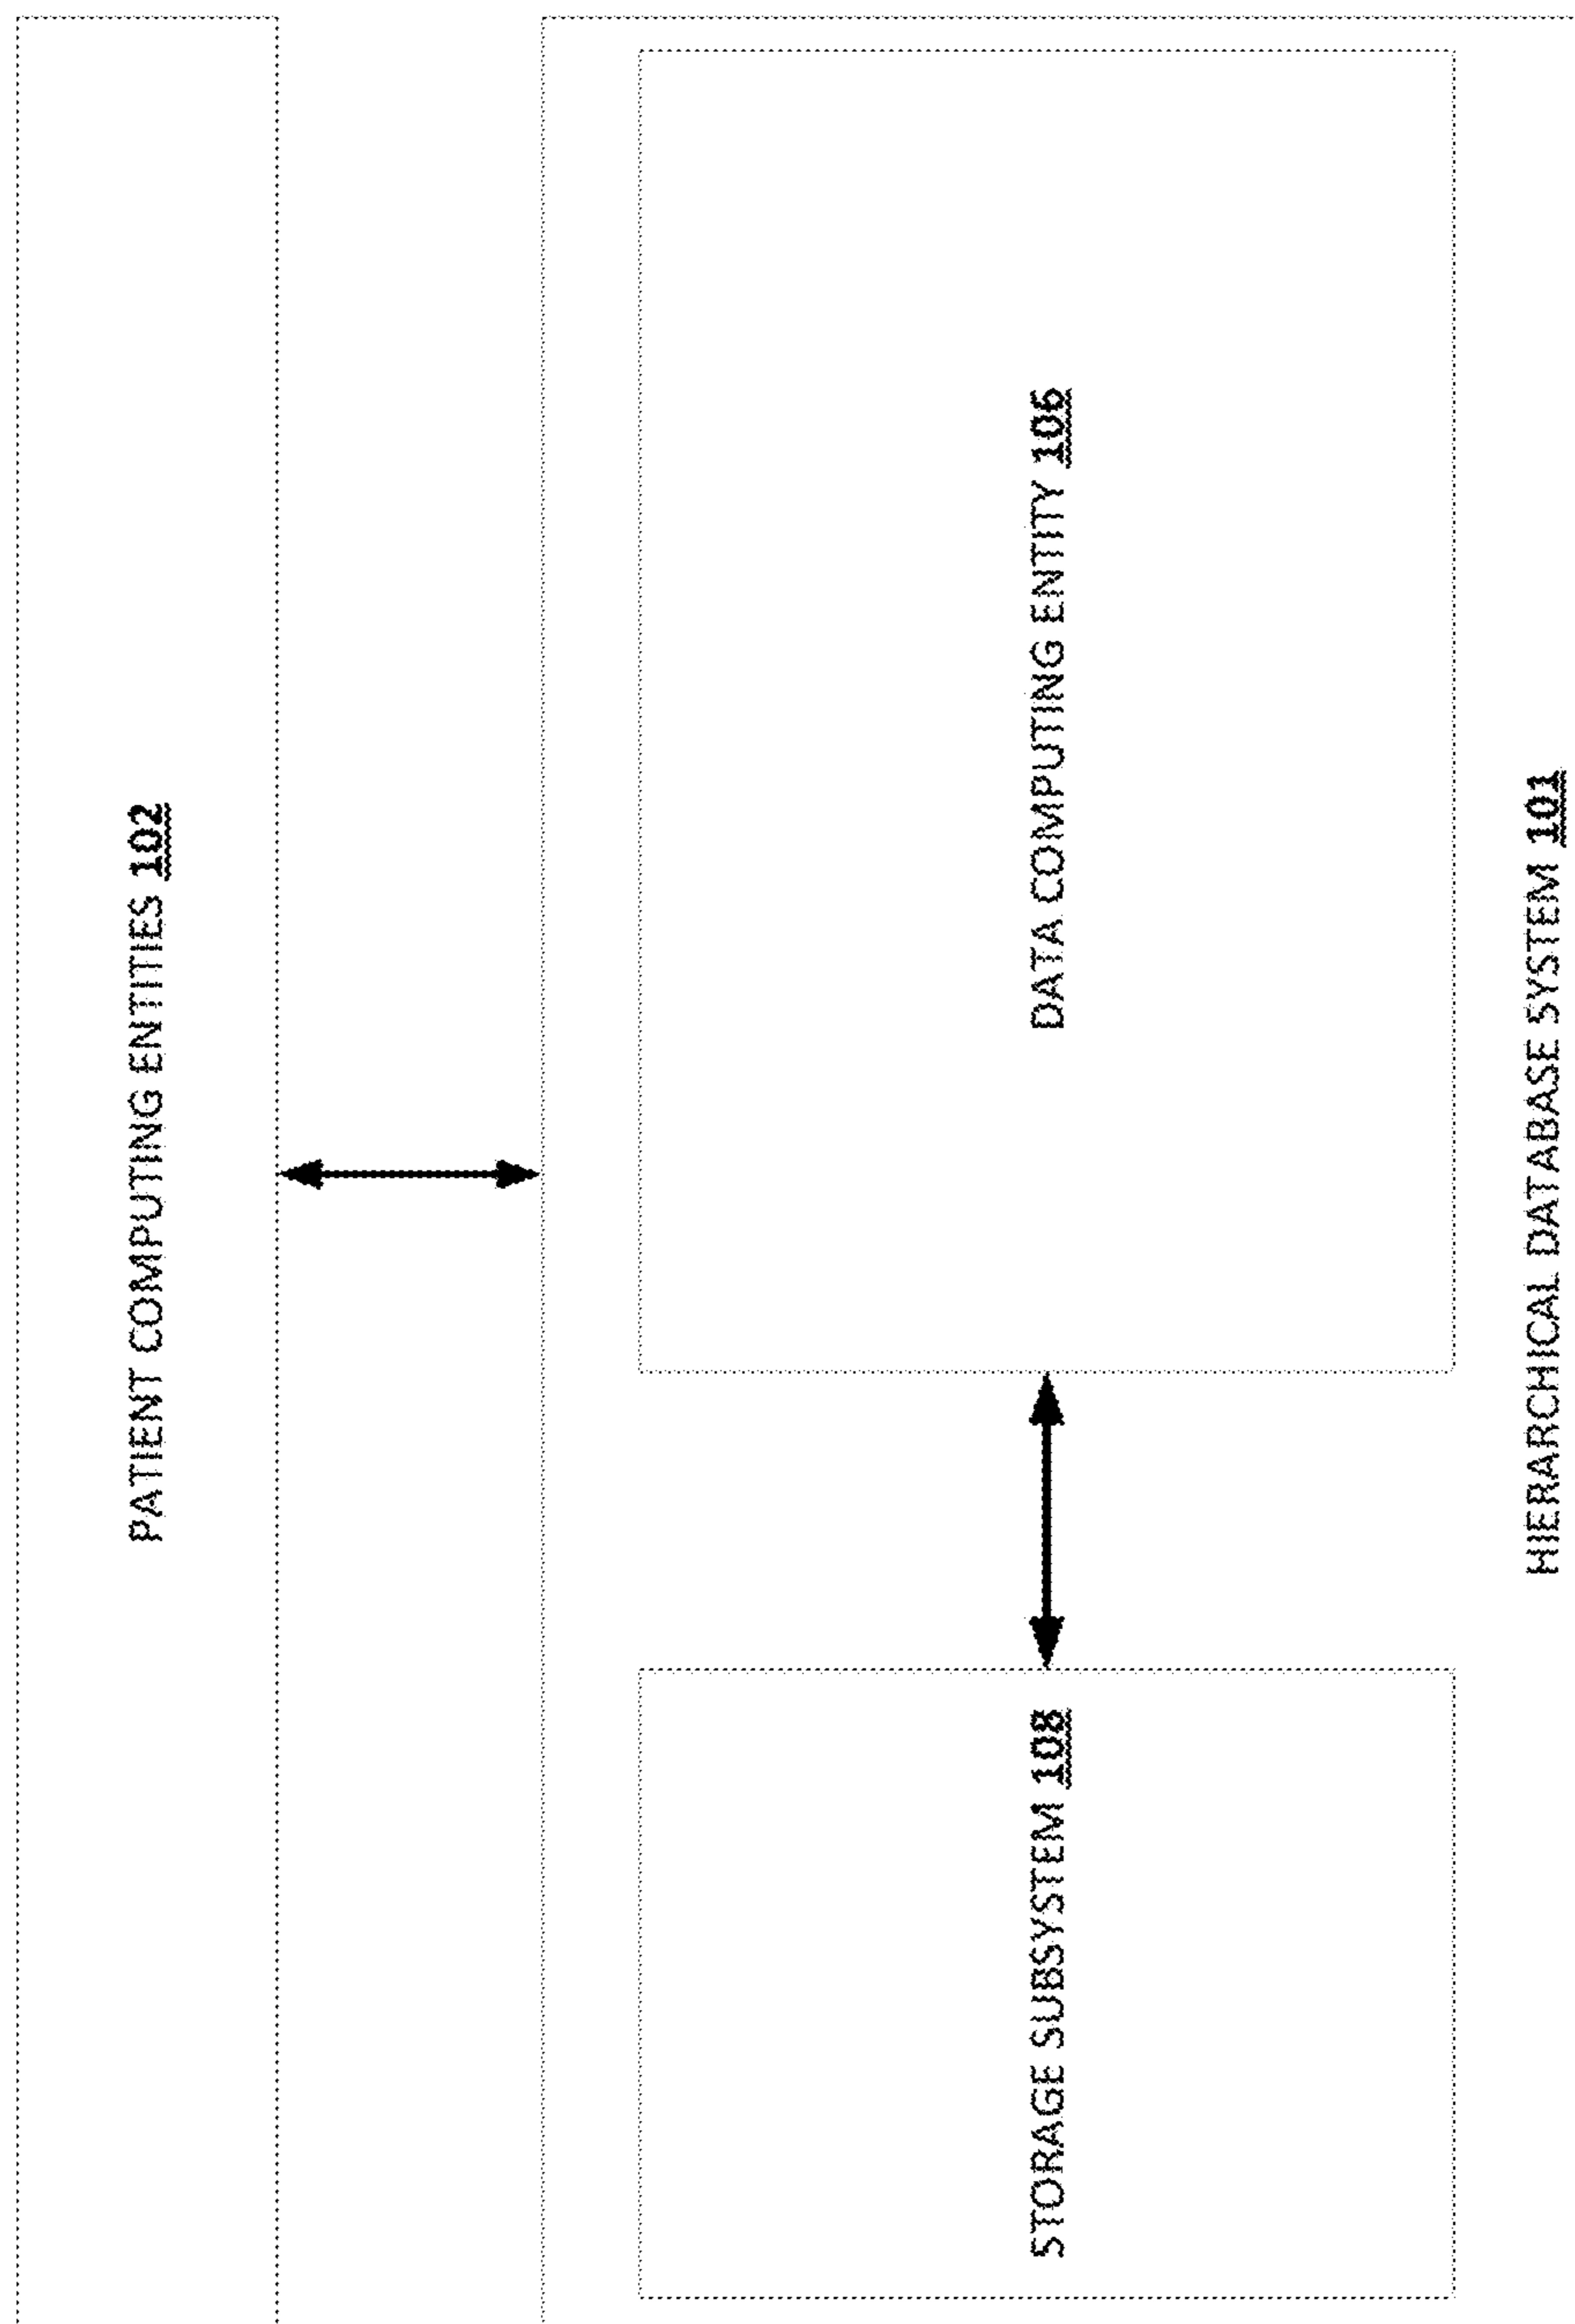 PATIENT COMPUTING ENTITIES 102
STORAGE SUBSYSTEM 108
DATA COMPUTING ENTITY 106
HIERARCHICAL DATABASE SYSTEM 101